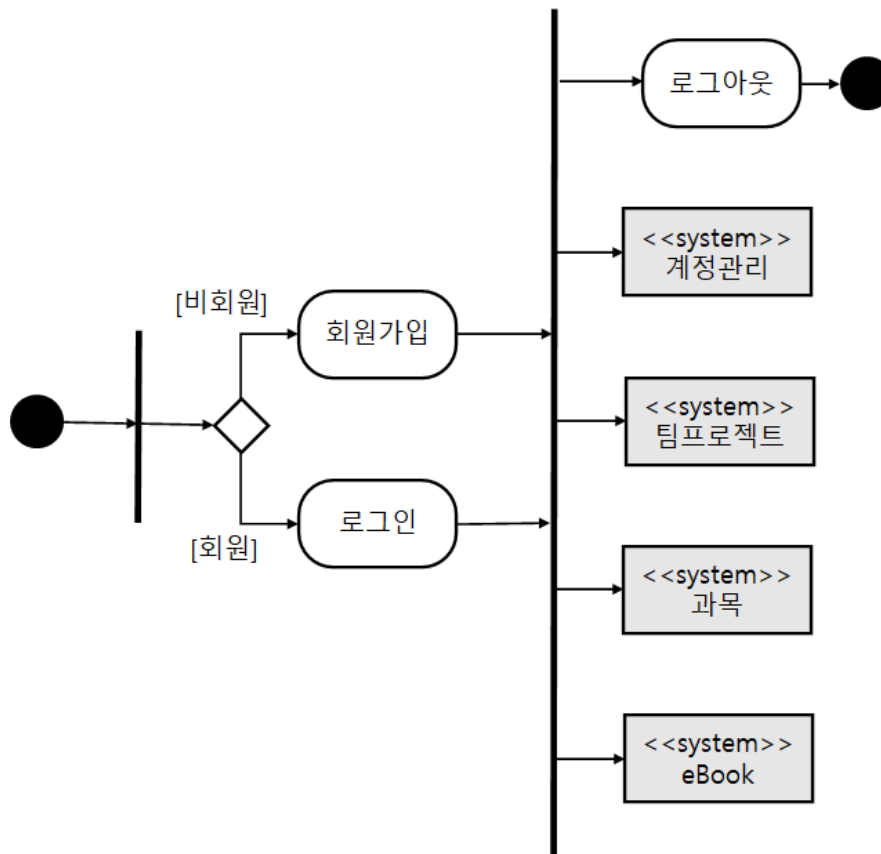 로그아웃
<<system>>
계정관리
[비회원]
회원가입
<<system>>
팀프로젝트
로그인
[회원]
<<system>>
과목
<<system>>
eBook